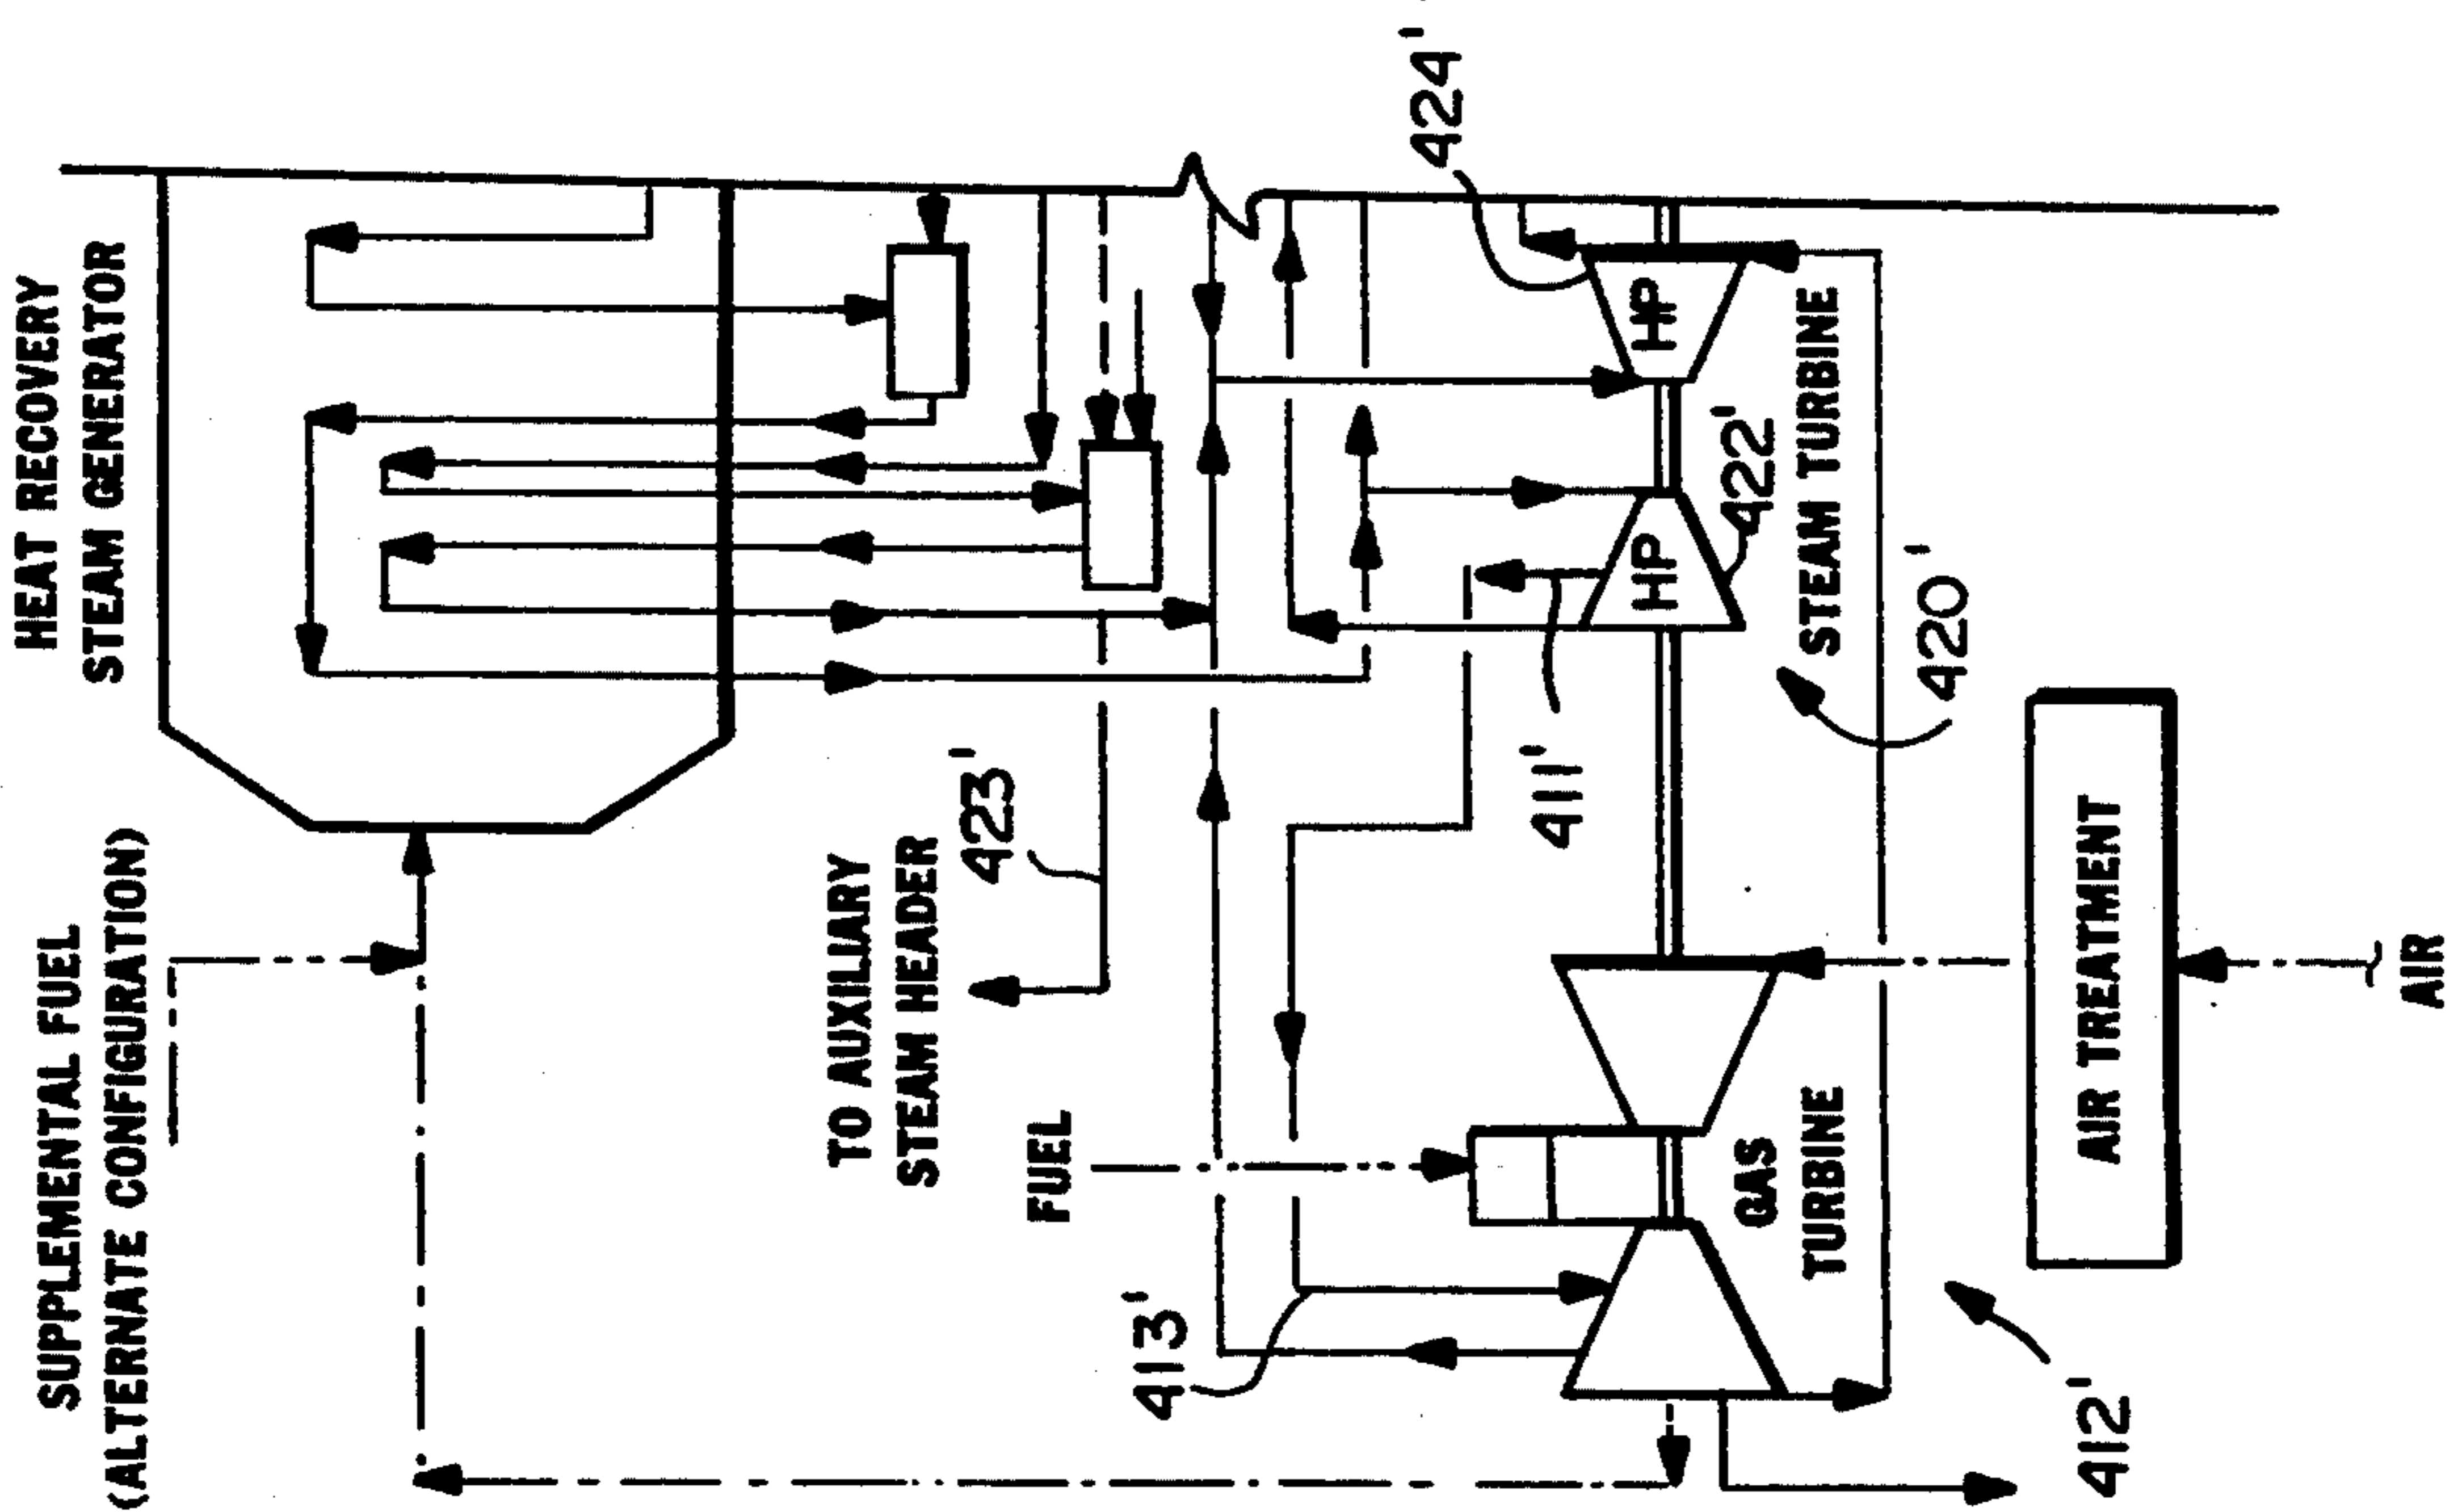 SUPPLEMENTAL FUEL
(ALTERNATE CONFIGURATION)
HEAT RECOVERY
STEAM GENERATOR
TO AUXILIARY
STEAM HEADER
423'
FUEL
413'
411'
424'
HP
HP
422'
STEAM TURBINE
420'
GAS
TURBINE
AIR TREATMENT
412'
AIR